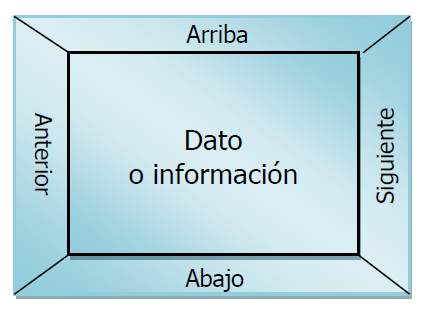 Arriba
Anterior
Dato
o información
Siguiente
Abajo